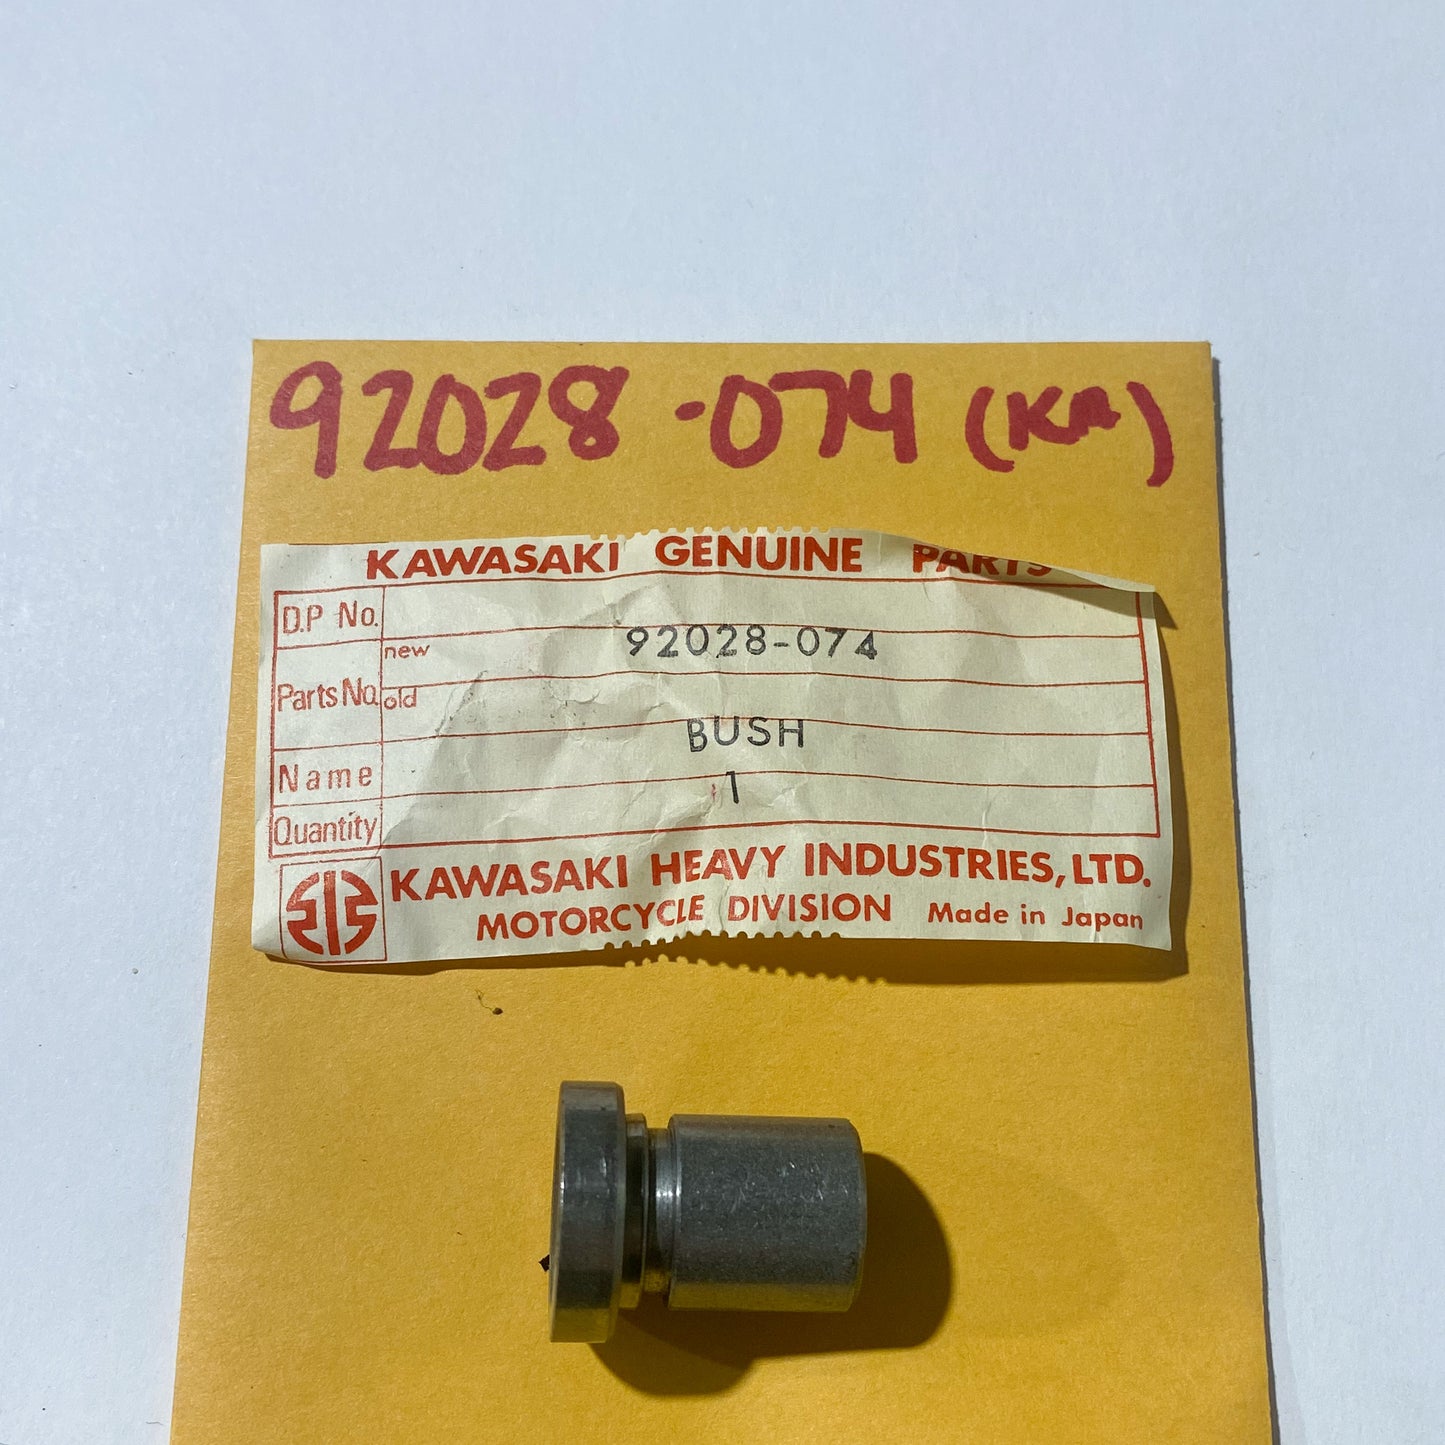 92028-074 (KA)
KAWASAKI GENUINE PARTS
D.P No.
new 92028-074
Parts No. old
BUSH
Name
1
Quantity
KAWASAKI HEAVY INDUSTRIES, LTD.
MOTORCYCLE DIVISION Made in Japan